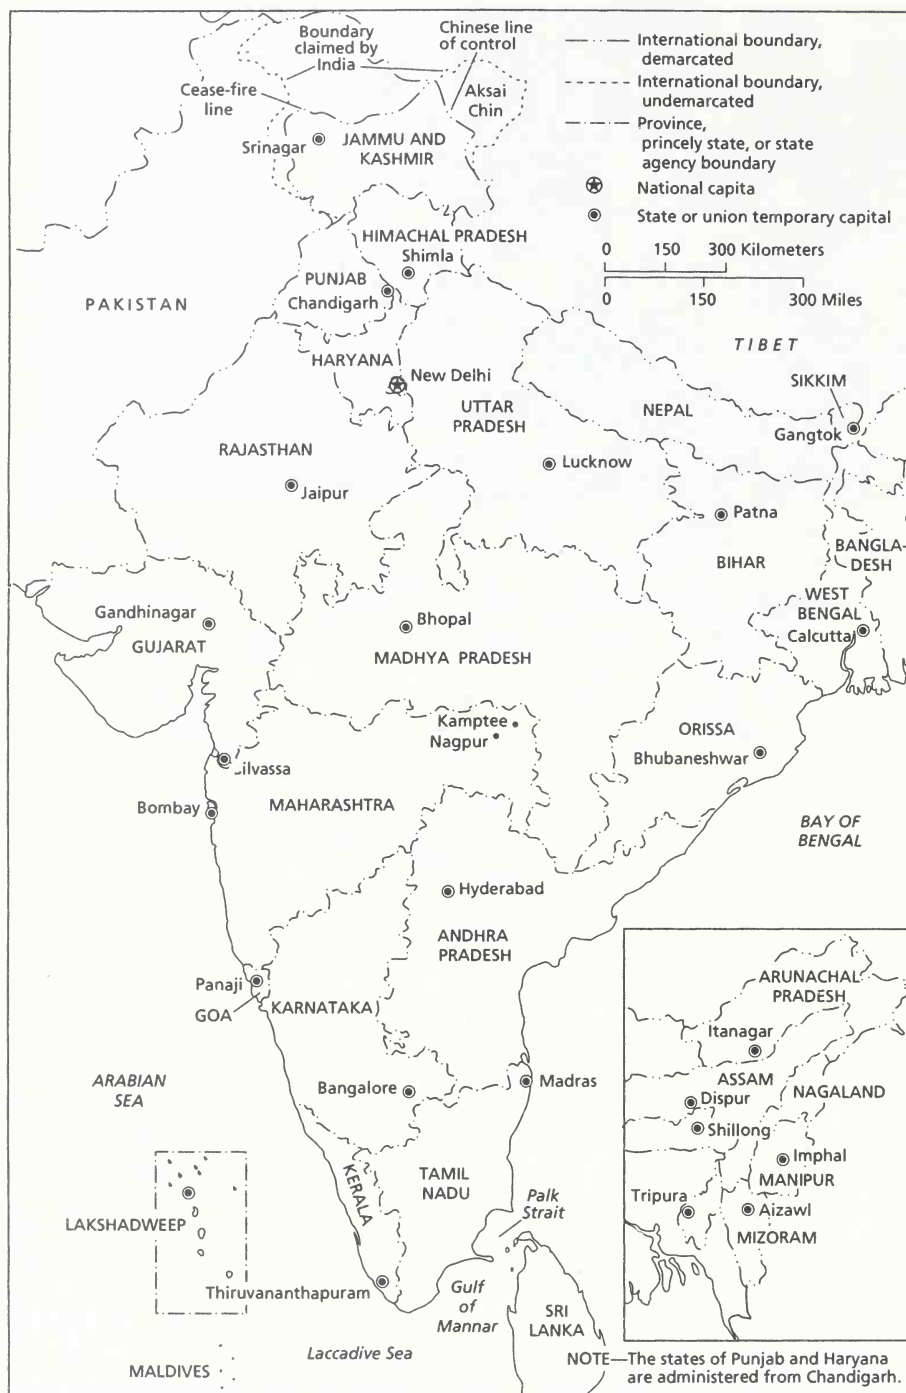 Boundary
claimed by
India
Chinese line
of control
Cease-fire
line
Aksai
Chin
Srinagar
JAMMU AND
KASHMIR
International boundary,
demarcated
International boundary,
undemarcated
Province,
princely state, or state
agency boundary
National capita
State or union temporary capital
0 150 300 Kilometers
0 150 300 Miles
HIMACHAL PRADESH
Shimla
PUNJAB
Chandigarh
PAKISTAN
TIBET
HARYANA
New Delhi
SIKKIM
UTTAR
PRADESH
NEPAL
Gangtok
RAJASTHAN
Lucknow
Jaipur
Patna
BANGLA-
DESH
BIHAR
WEST
BENGAL
Calcutta
Gandhinagar
GUJARAT
Bhopal
MADHYA PRADESH
Kamptee
Nagpur
ORISSA
Bhubaneshwar
ilvassa
Bombay
MAHARASHTRA
BAY OF
BENGAL
Hyderabad
ANDHRA
PRADESH
Panaji
GOA
KARNATAKA
ARUNACHAL
PRADESH
Itanagar
ARABIAN
SEA
Bangalore
Madras
ASSAM
NAGALAND
Dispur
Shillong
Imphal
MANIPUR
Tripura
Aizawl
MIZORAM
KERALA
TAMIL
NADU
Palk
Strait
LAKSHADWEEP
Thiruvananthapuram
Gulf
of
Mannar
SRI
LANKA
Laccadive Sea
MALDIVES
NOTE—The states of Punjab and Haryana
are administered from Chandigarh.